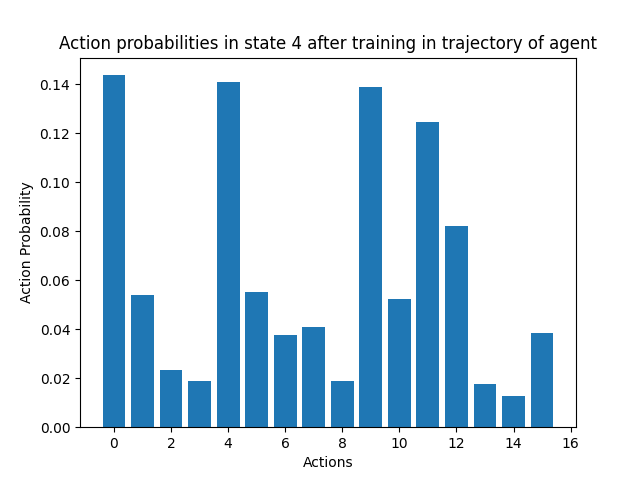 Action probabilities in state 4 after training in trajectory of agent
0.14
0.12
0.10
0.08
0.06
0.04
0.02
0.00
Action Probability
0 2 4 6 8 10 12 14 16
Actions